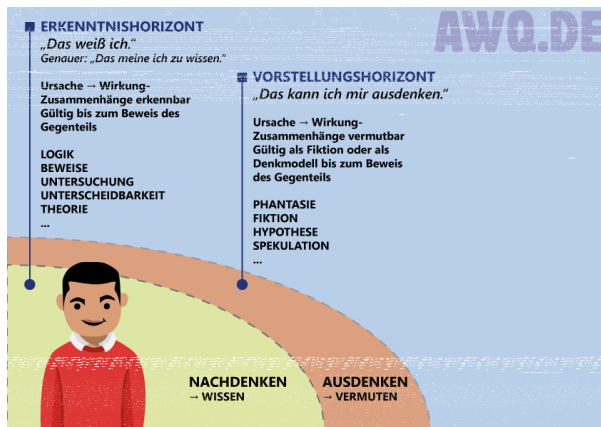 AWQ.DE
ERKENNTNISHORIZONT
„Das weiß ich.“
Genauer: „Das meine ich zu wissen.“
Ursache → Wirkung-
Zusammenhänge erkennbar
Gültig bis zum Beweis des
Gegenteils
LOGIK
BEWEISE
UNTERSUCHUNG
UNTERSCHEIDBARKEIT
THEORIE
...
VORSTELLUNGSHORIZONT
„Das kann ich mir ausdenken.“
Ursache → Wirkung-
Zusammenhänge vermutbar
Gültig als Fiktion oder als
Denkmodell bis zum Beweis
des Gegenteils
PHANTASIE
FIKTION
HYPOTHESE
SPEKULATION
...
NACHDENKEN
→ WISSEN
AUSDENKEN
→ VERMUTEN